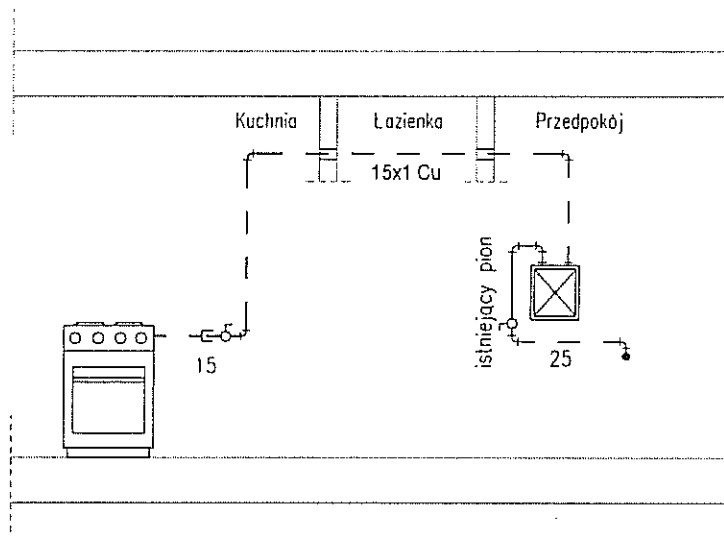 Kuchnia
Łazienka
Przedpokój
15x1 Cu
istniejący pion
15
25